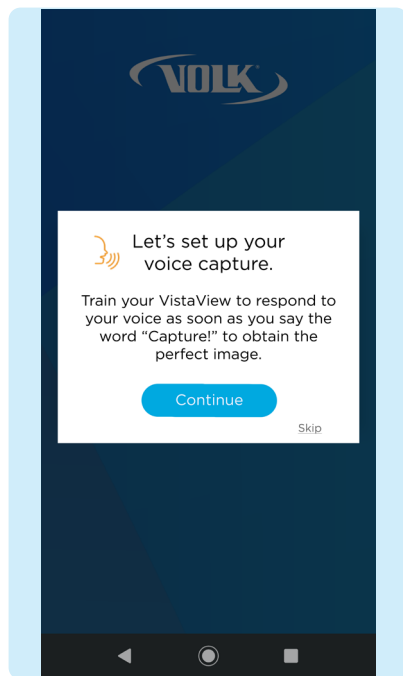 VOLK
Let's set up your
voice capture.
Train your VistaView to respond to
your voice as soon as you say the
word “Capture!” to obtain the
perfect image.
Continue
Skip